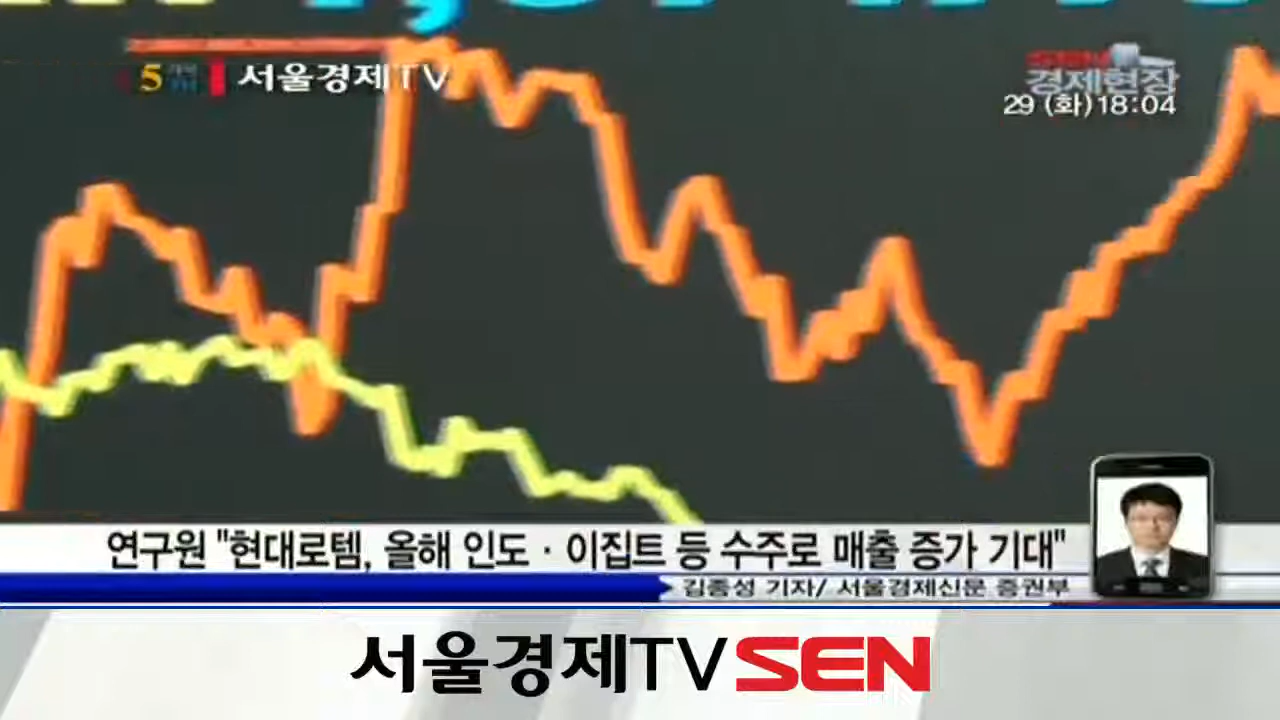 5
서울경제TV
SEN
경제현장
29 (화) 18:04
연구원 "현대로템, 올해 인도 · 이집트 등 수주로 매출 증가 기대"
김종성 기자/ 서울경제신문 증권부
서울경제TV SEN